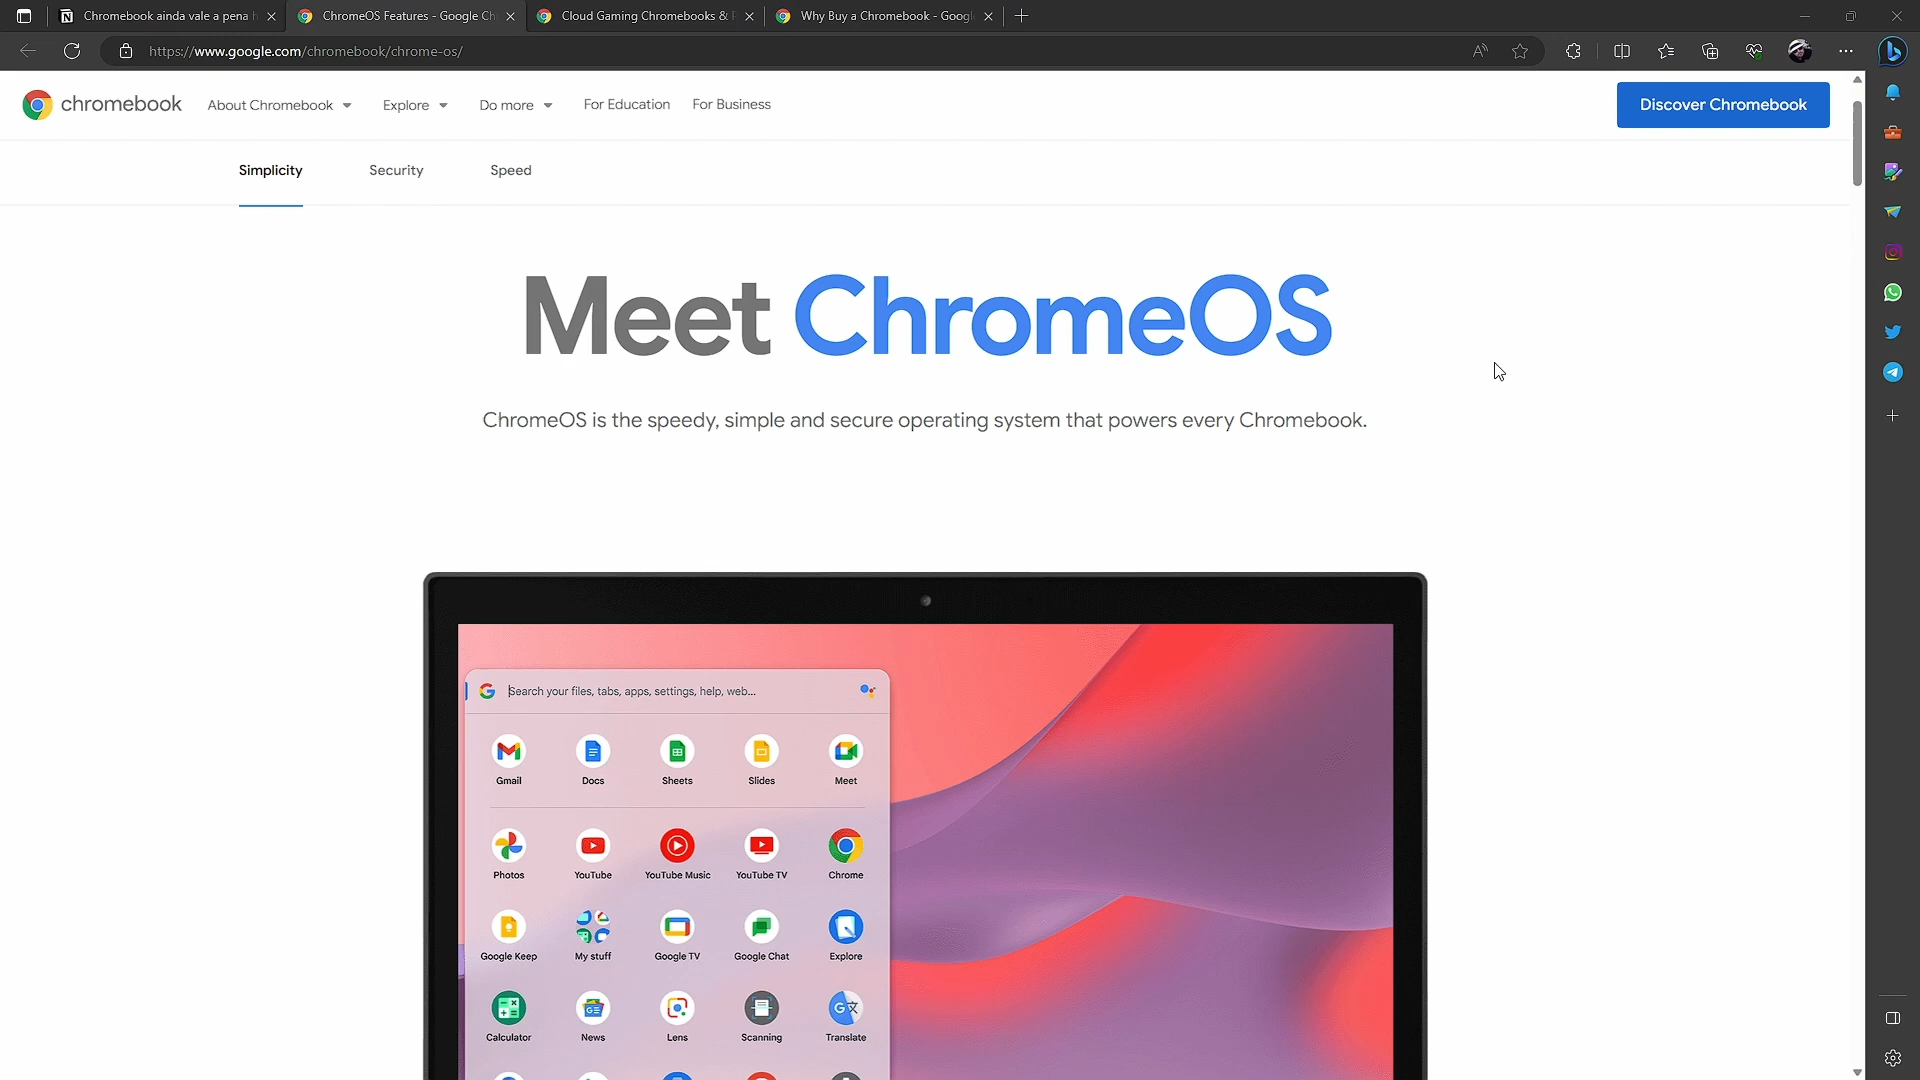 Chromebook ainda vale a pena
ChromeOS Features - Google Ch
Cloud Gaming Chromebooks &
Why Buy a Chromebook - Googl
https://www.google.com/chromebook/chrome-os/
chromebook
About Chromebook
Explore
Do more
For Education
For Business
Discover Chromebook
Simplicity
Security
Speed
Meet ChromeOS
ChromeOS is the speedy, simple and secure operating system that powers every Chromebook.
Search your files, tabs, apps, settings, help, web...
Gmail
Docs
Sheets
Slides
Meet
Photos
YouTube
YouTube Music
YouTube TV
Chrome
Google Keep
My stuff
Google TV
Google Chat
Explore
Calculator
News
Lens
Scanning
Translate